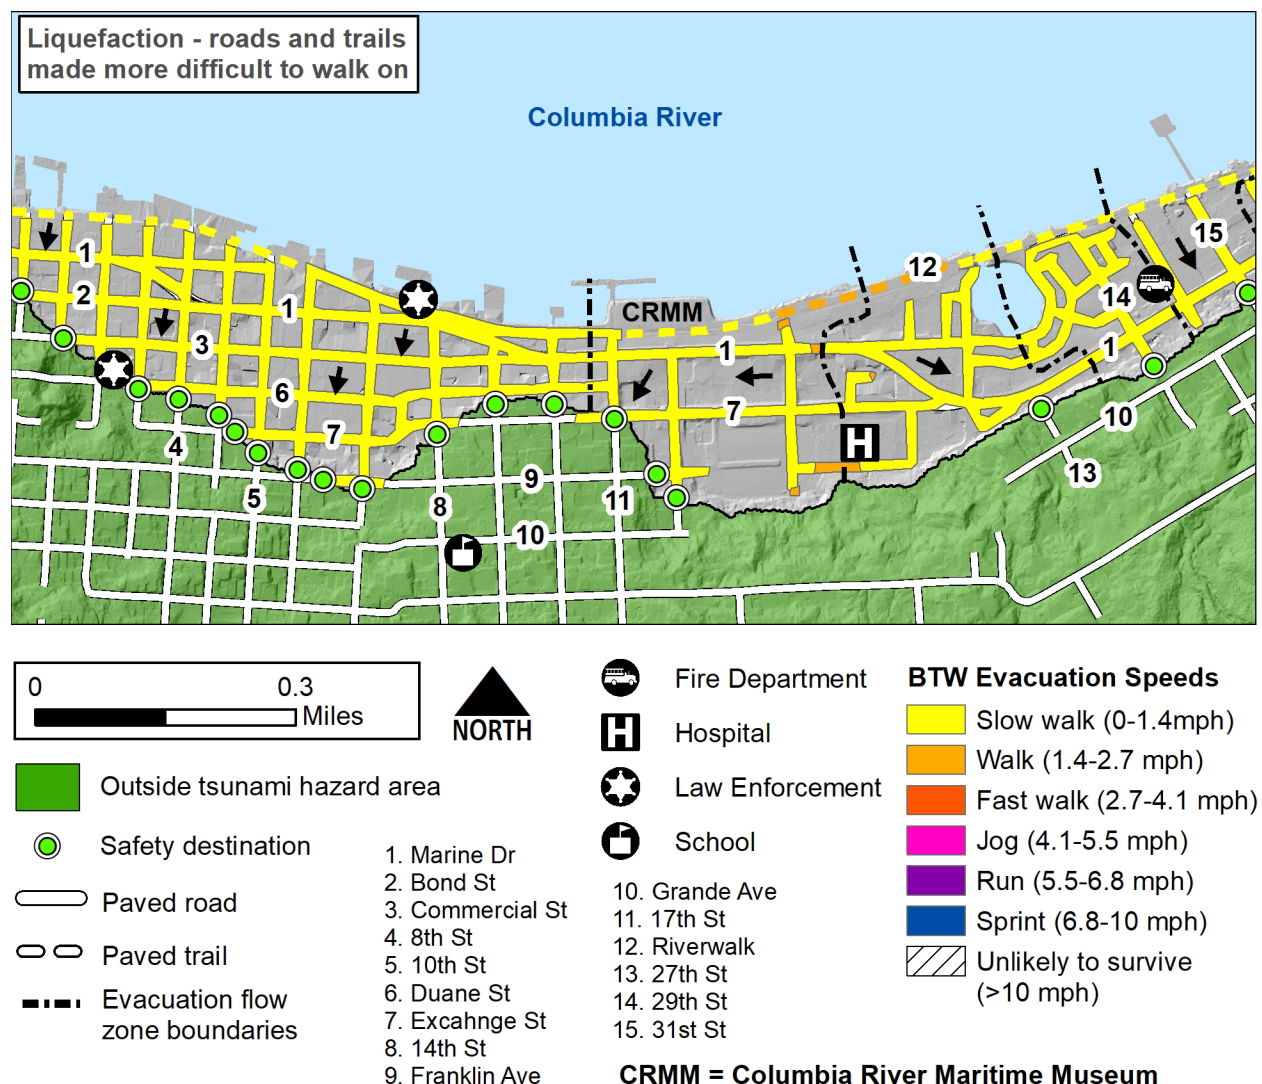 Liquefaction - roads and trails
made more difficult to walk on
Columbia River
12
15
1
2
1
CRMM
14
3
1
1
6
7
7
4
H
10
9
13
5
8
11
10
0 0.3
Miles
NORTH
Outside tsunami hazard area
Safety destination
Paved road
Paved trail
Evacuation flow
zone boundaries
1. Marine Dr
2. Bond St
3. Commercial St
4. 8th St
5. 10th St
6. Duane St
7. Excahnge St
8. 14th St
9. Franklin Ave
Fire Department
H Hospital
Law Enforcement
School
10. Grande Ave
11. 17th St
12. Riverwalk
13. 27th St
14. 29th St
15. 31st St
BTW Evacuation Speeds
Slow walk (0-1.4mph)
Walk (1.4-2.7 mph)
Fast walk (2.7-4.1 mph)
Jog (4.1-5.5 mph)
Run (5.5-6.8 mph)
Sprint (6.8-10 mph)
Unlikely to survive
(>10 mph)
CRMM = Columbia River Maritime Museum